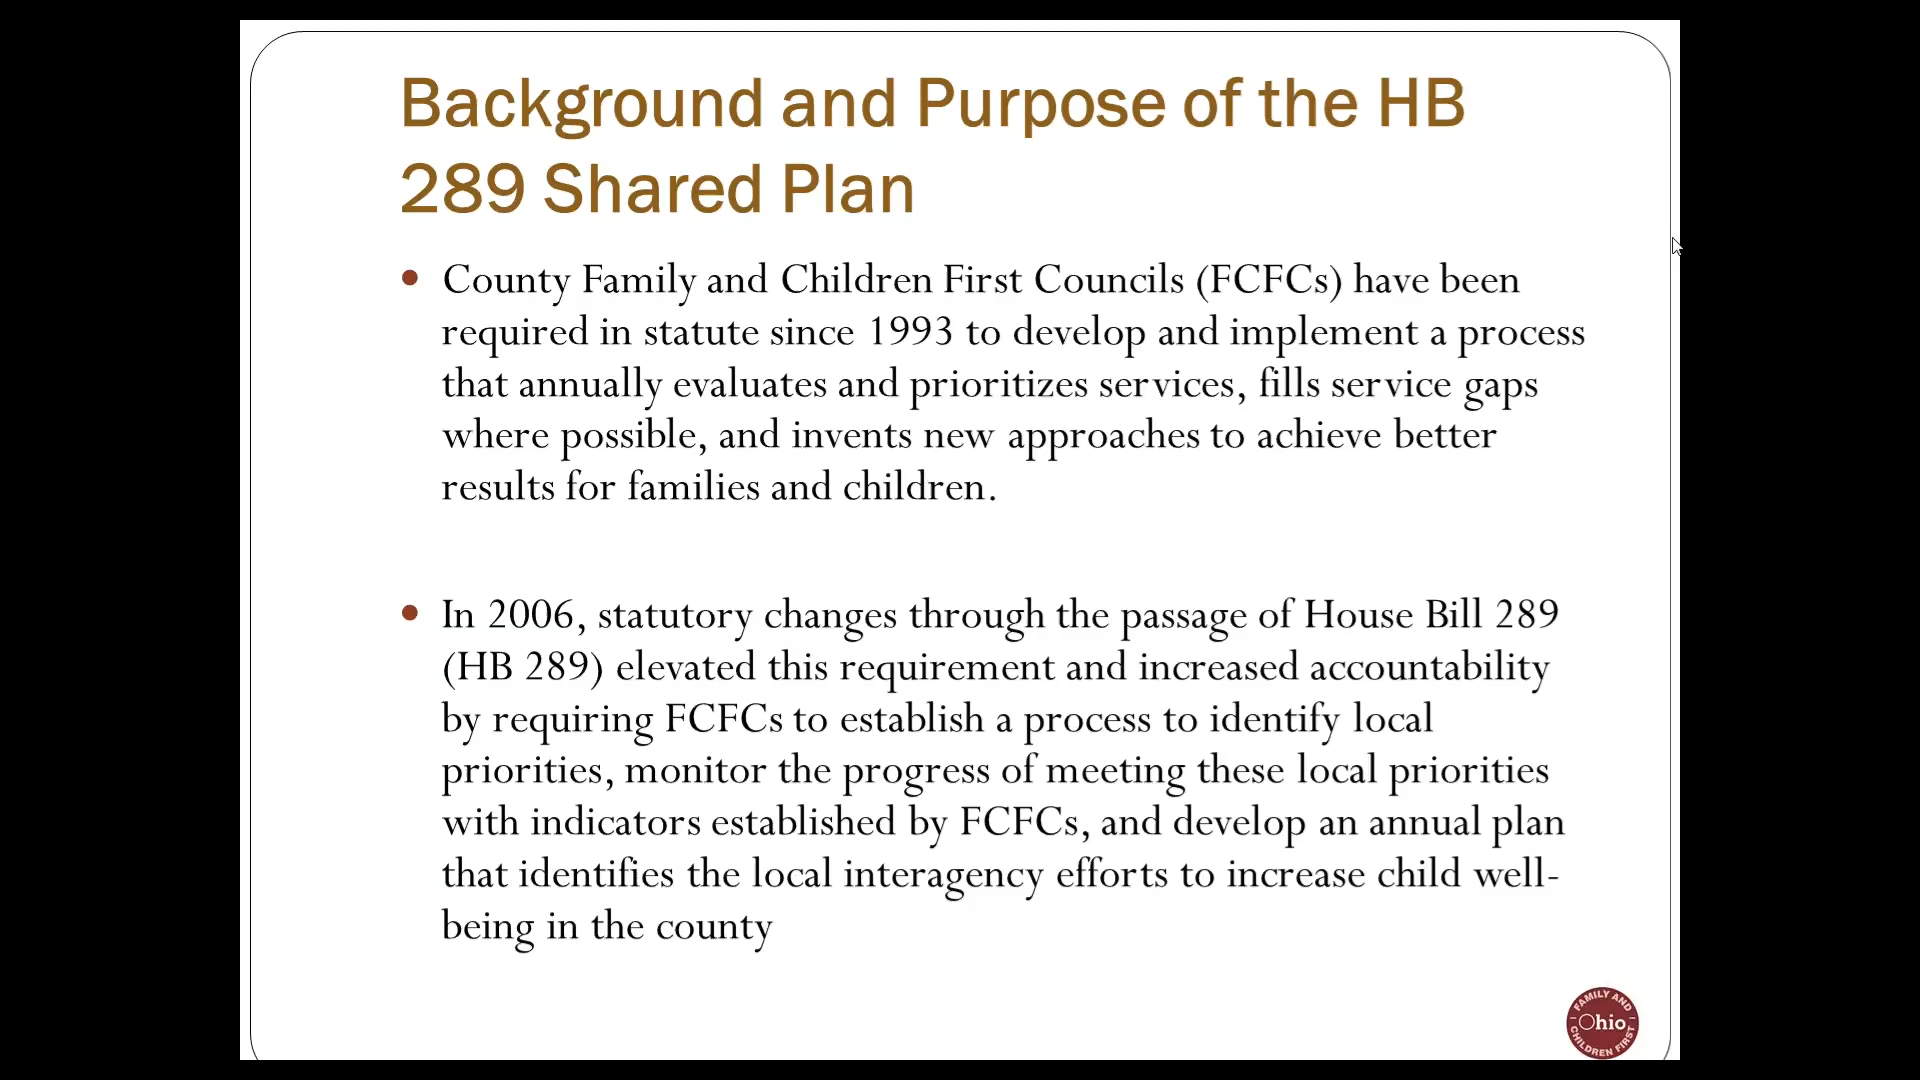 Background and Purpose of the HB
289 Shared Plan
• County Family and Children First Councils (FCFCs) have been
required in statute since 1993 to develop and implement a process
that annually evaluates and prioritizes services, fills service gaps
where possible, and invents new approaches to achieve better
results for families and children.
• In 2006, statutory changes through the passage of House Bill 289
(HB 289) elevated this requirement and increased accountability
by requiring FCFCs to establish a process to identify local
priorities, monitor the progress of meeting these local priorities
with indicators established by FCFCs, and develop an annual plan
that identifies the local interagency efforts to increase child well-
being in the county
FAMILY AND
Ohio
CHILDREN FIRST